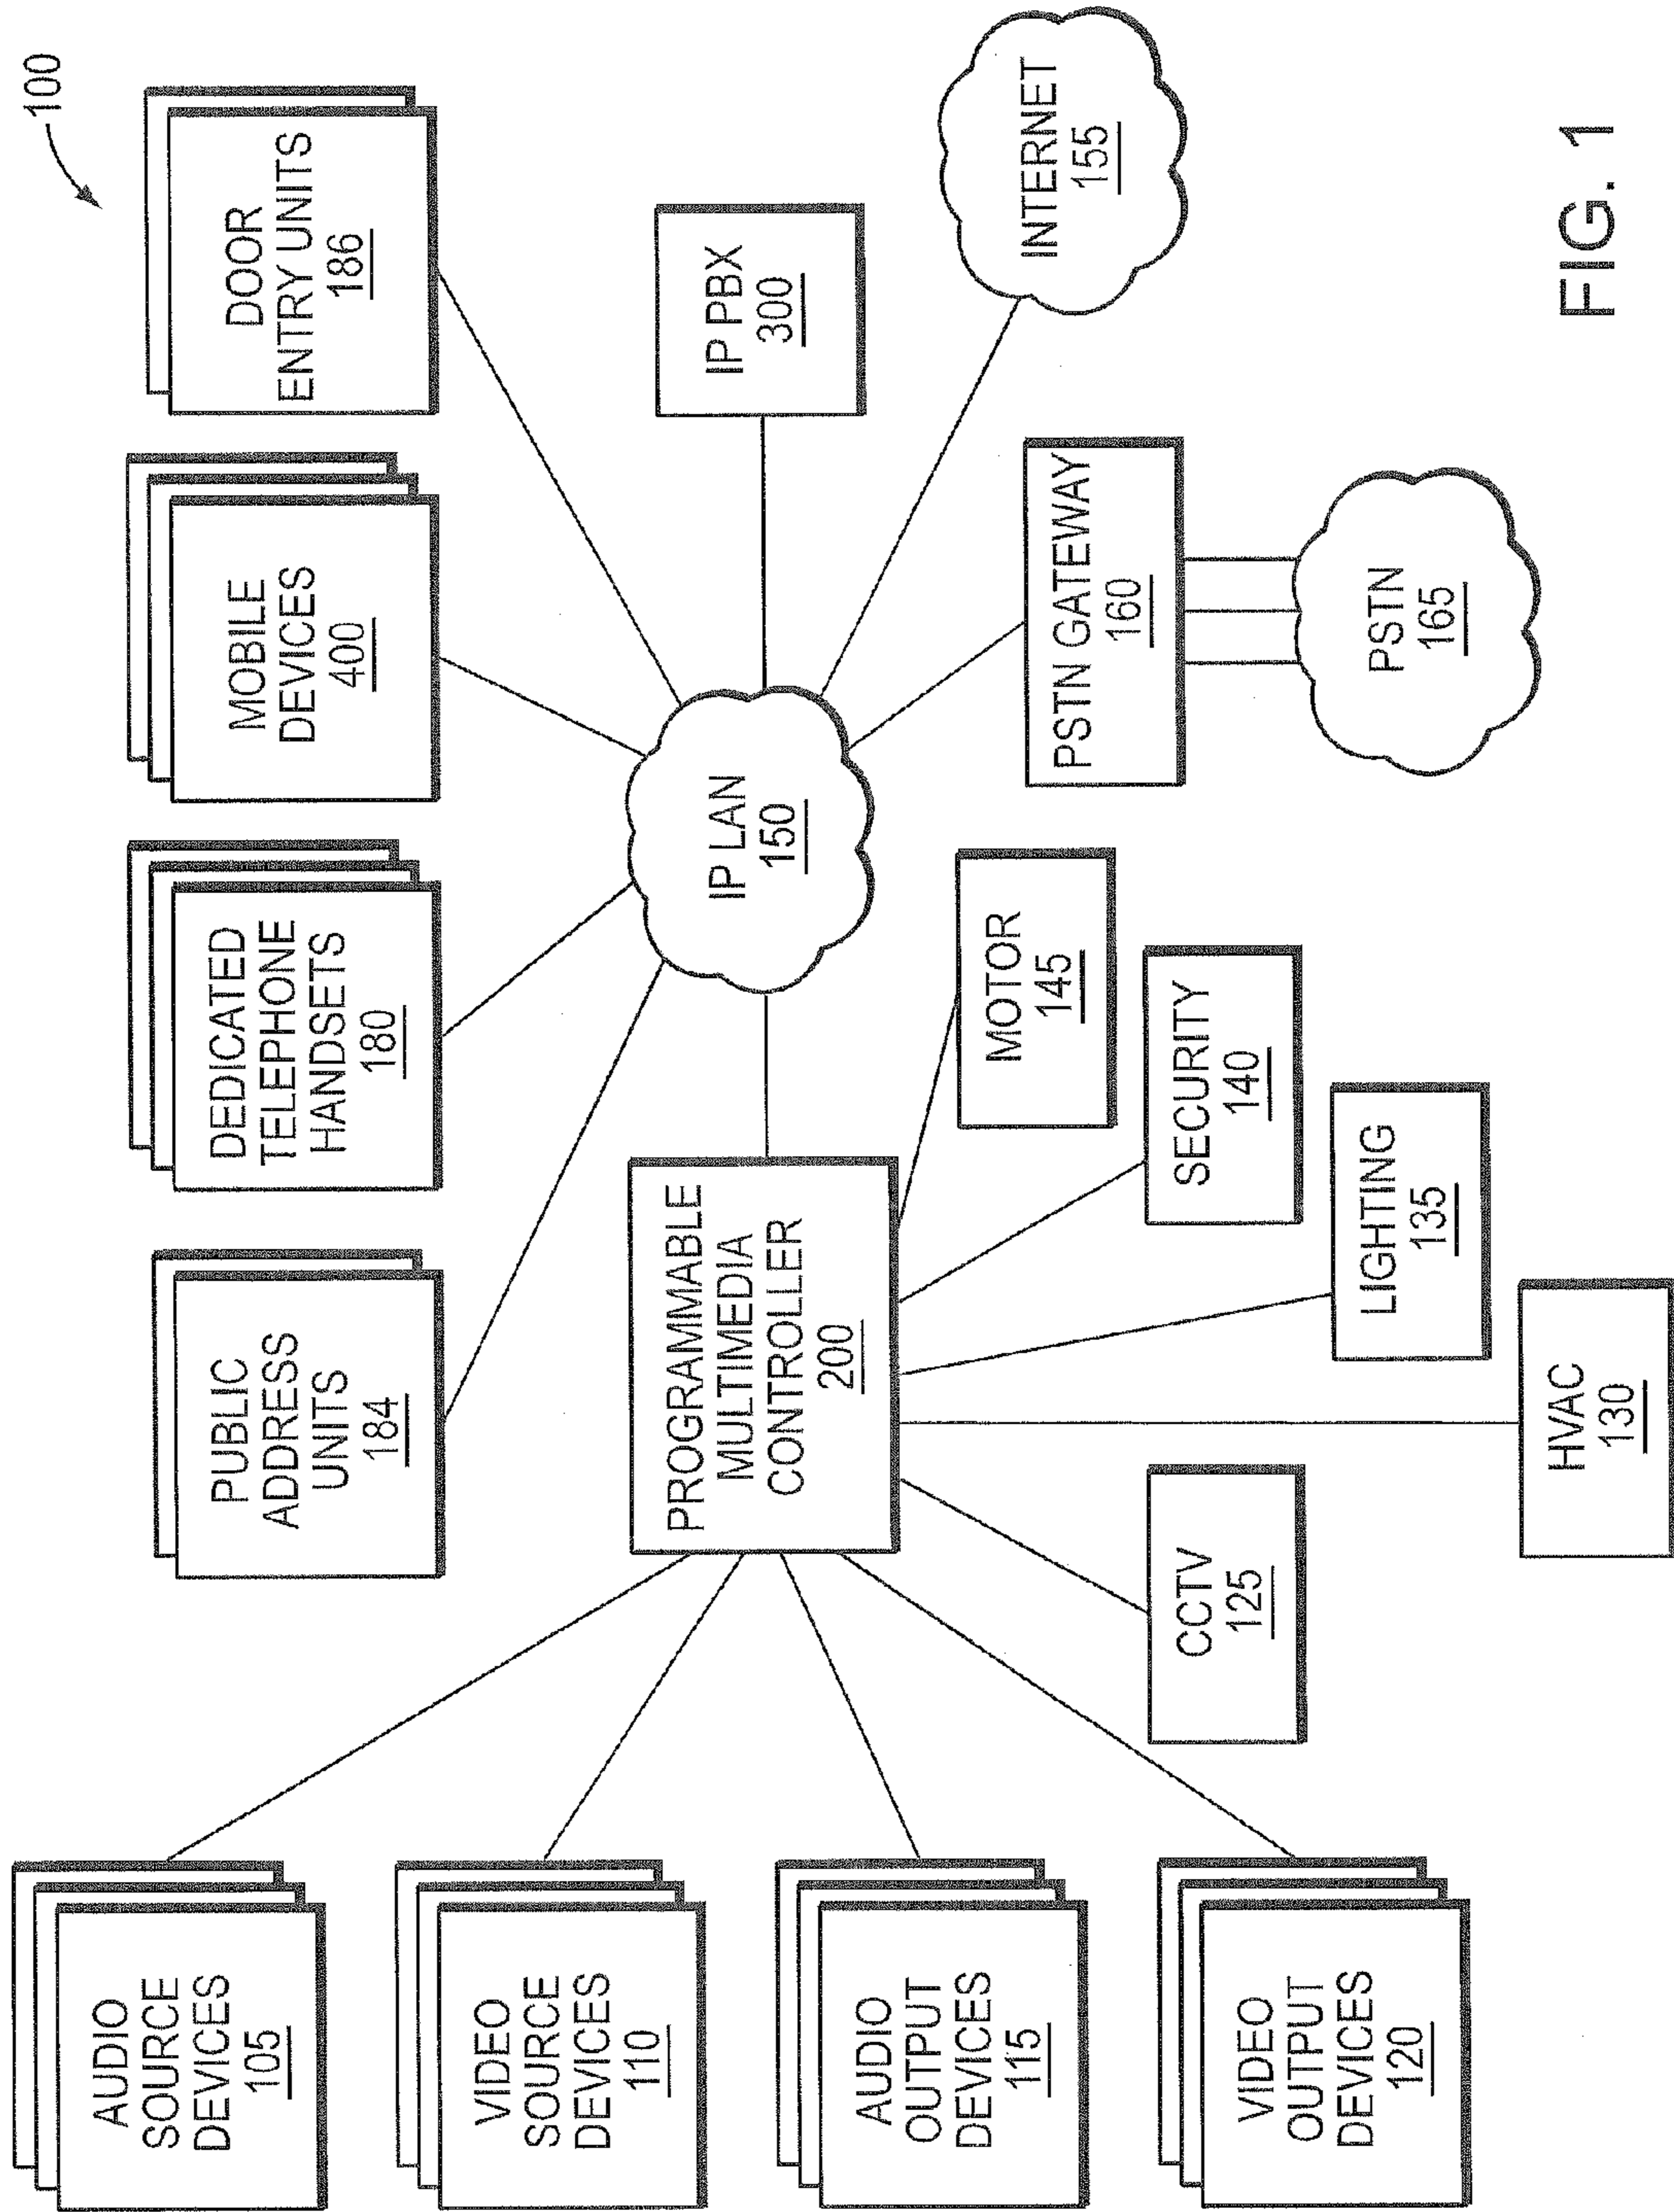 100
AUDIO
SOURCE
DEVICES
105
VIDEO
SOURCE
DEVICES
110
AUDIO
OUTPUT
DEVICES
115
VIDEO
OUTPUT
DEVICES
120
PUBLIC
ADDRESS
UNITS
184
DEDICATED
TELEPHONE
HANDSETS
180
MOBILE
DEVICES
400
DOOR
ENTRY UNITS
186
PROGRAMMABLE
MULTIMEDIA
CONTROLLER
200
IP LAN
150
IP PBX
300
INTERNET
155
PSTN GATEWAY
160
PSTN
165
MOTOR
145
SECURITY
140
LIGHTING
135
HVAC
130
CCTV
125
FIG. 1